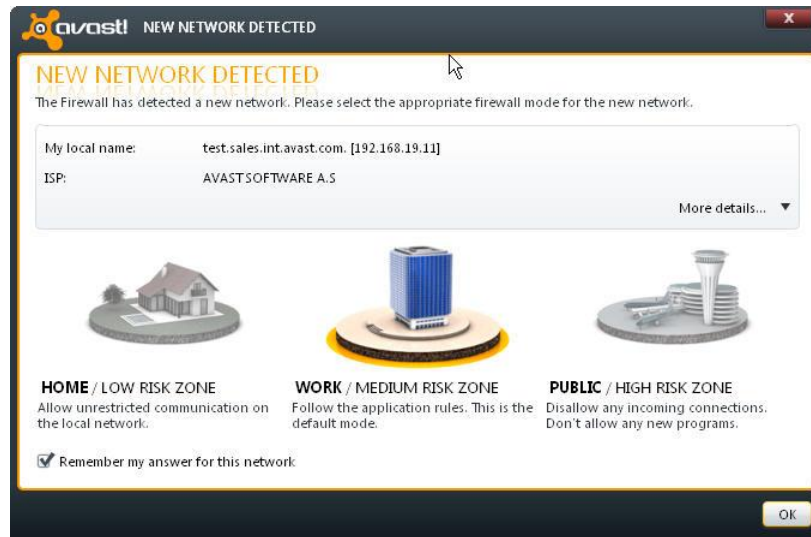 avast! NEW NETWORK DETECTED
x
NEW NETWORK DETECTED
The Firewall has detected a new network. Please select the appropriate firewall mode for the new network.
My local name: test.sales.int.avast.com. [192.168.19.11]
ISP: AVAST SOFTWARE A.S
More details...
HOME / LOW RISK ZONE
Allow unrestricted communication on
the local network.
WORK / MEDIUM RISK ZONE
Follow the application rules. This is the
default mode.
PUBLIC / HIGH RISK ZONE
Disallow any incoming connections.
Don't allow any new programs.
Remember my answer for this network
OK